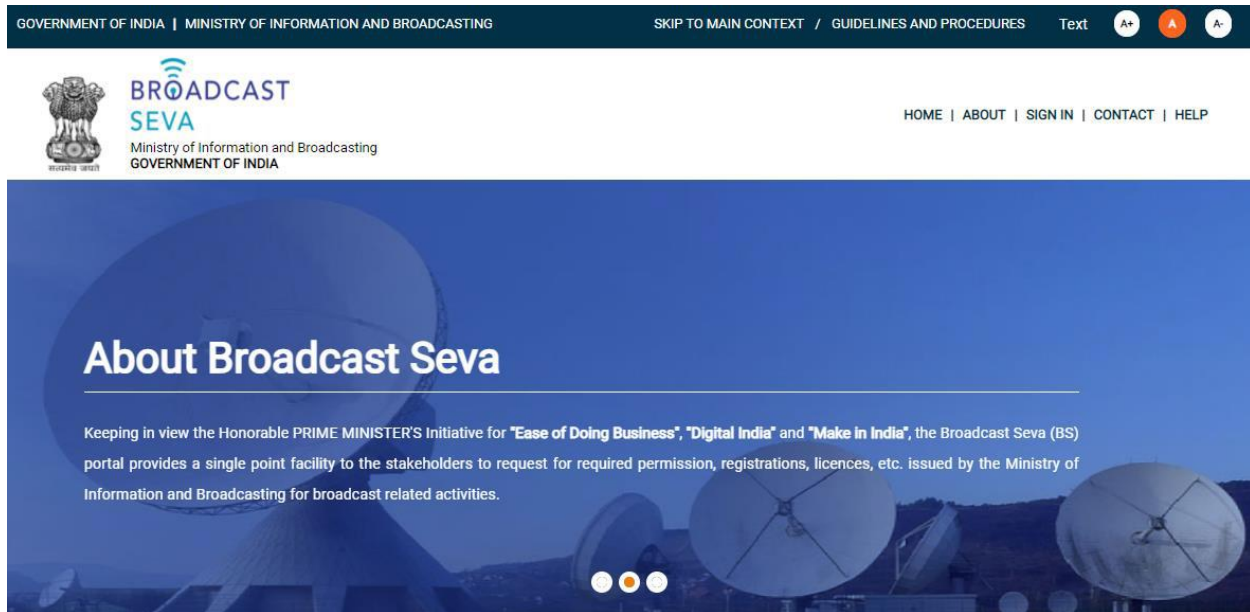 GOVERNMENT OF INDIA | MINISTRY OF INFORMATION AND BROADCASTING
SKIP TO MAIN CONTEXT / GUIDELINES AND PROCEDURES Text A+ A A-
BROADCAST
SEVA
Ministry of Information and Broadcasting
GOVERNMENT OF INDIA
सत्यमेव जयते
HOME | ABOUT | SIGN IN | CONTACT | HELP
About Broadcast Seva
Keeping in view the Honorable PRIME MINISTER'S Initiative for "Ease of Doing Business", "Digital India" and "Make in India", the Broadcast Seva (BS)
portal provides a single point facility to the stakeholders to request for required permission, registrations, licences, etc. issued by the Ministry of
Information and Broadcasting for broadcast related activities.